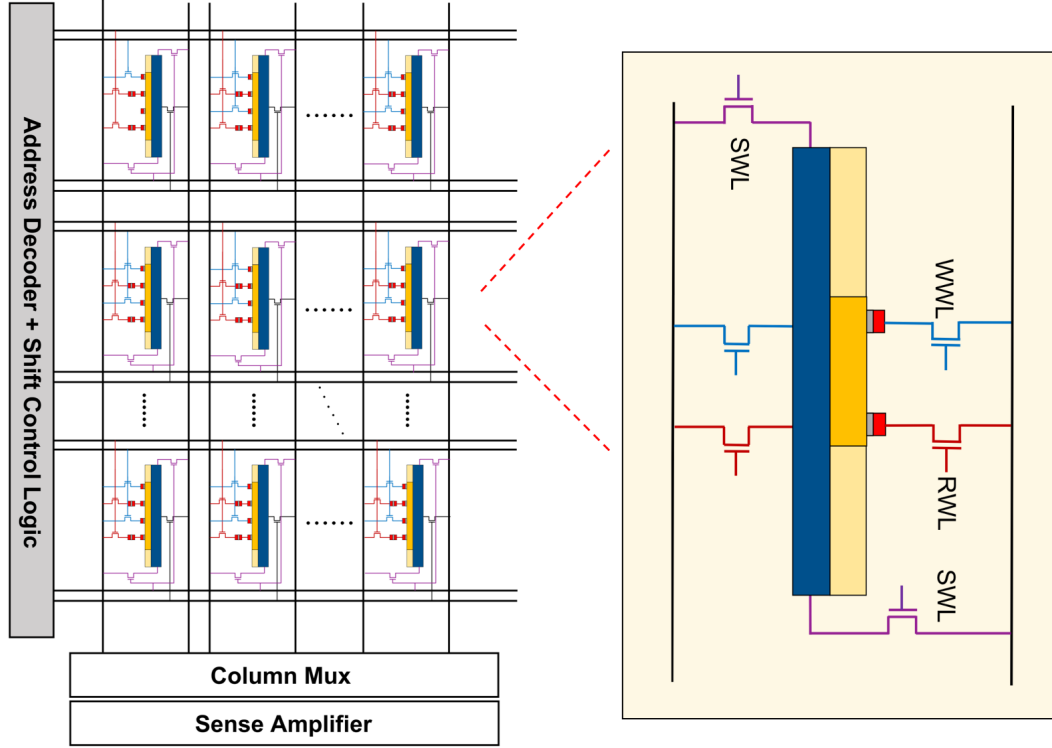 Address Decoder + Shift Control Logic
SWL
WWL
RWL
SWL
Column Mux
Sense Amplifier